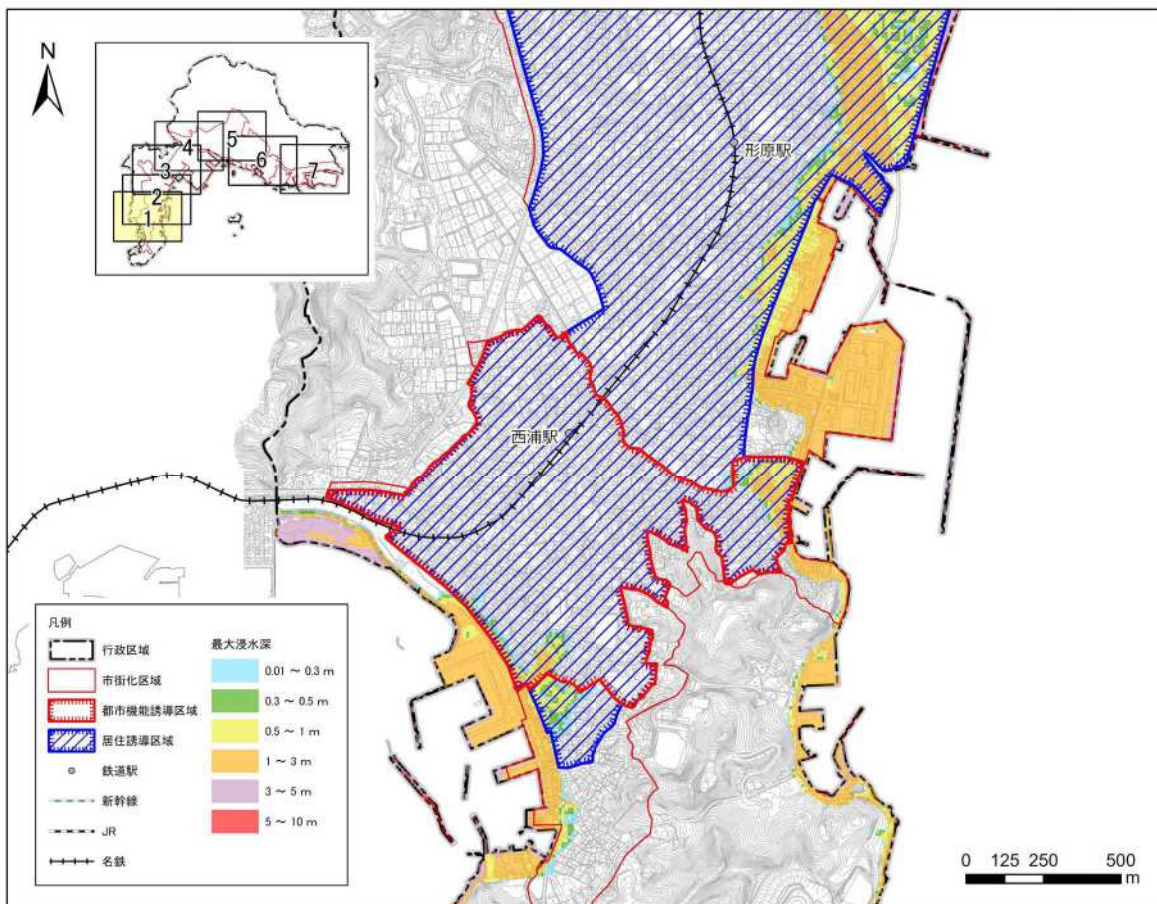 N
5
4
6
7
3
2
1
形原駅
西浦駅
凡例
行政区域
市街化区域
都市機能誘導区域
居住誘導区域
鉄道駅
新幹線
JR
名鉄
最大浸水深
0.01 ～ 0.3 m
0.3 ～ 0.5 m
0.5 ～ 1 m
1 ～ 3 m
3 ～ 5 m
5 ～ 10 m
0 125 250 500
m